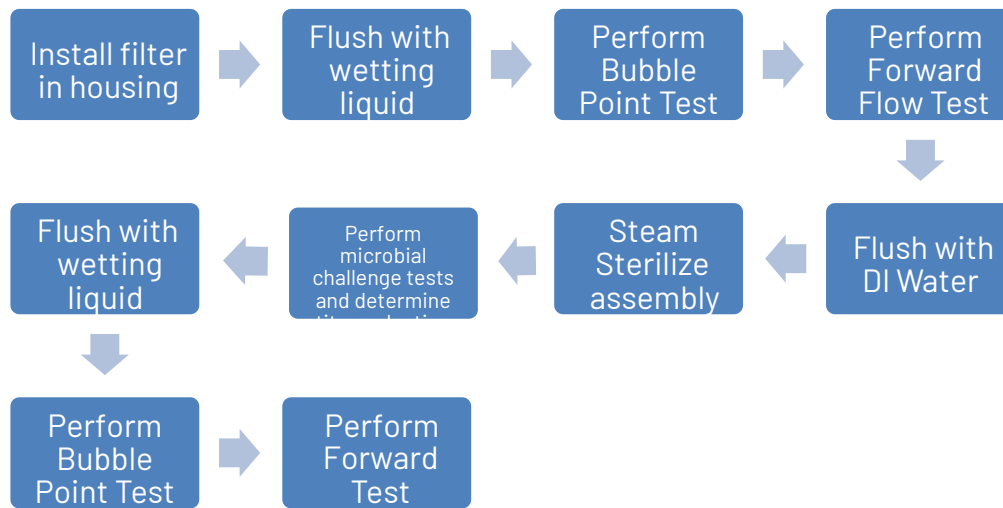 Install filter
in housing
Flush with
wetting
liquid
Perform
Bubble
Point Test
Perform
Forward
Flow Test
Flush with
DI Water
Steam
Sterilize
assembly
Perform
microbial
challenge tests
and determine
Flush with
wetting
liquid
Perform
Bubble
Point Test
Perform
Forward
Test